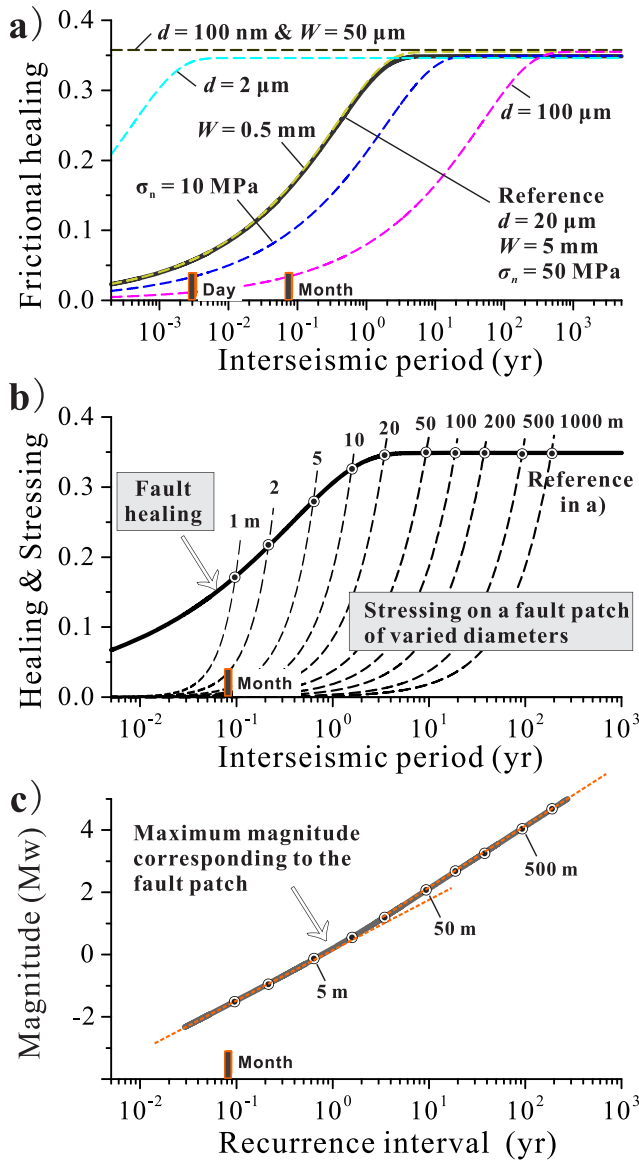 a)
Frictional healing
0.4
0.3
0.2
0.1
0.0
d = 100 nm & W = 50 µm
d = 2 µm
W = 0.5 mm
d = 100 µm
σn = 10 MPa
Reference
d = 20 µm
W = 5 mm
σn = 50 MPa
Day
Month
10⁻³ 10⁻² 10⁻¹ 10⁰ 10¹ 10² 10³
Interseismic period (yr)
b)
Healing & Stressing
0.4
0.3
0.2
0.1
0.0
1 m
2
5
10
20
50
100
200
500
1000 m
Fault
healing
Reference
in a)
Stressing on a fault patch
of varied diameters
Month
10⁻² 10⁻¹ 10⁰ 10¹ 10² 10³
Interseismic period (yr)
c)
Magnitude (Mw)
4
2
0
-2
Maximum magnitude
corresponding to the
fault patch
500 m
50 m
5 m
Month
10⁻² 10⁻¹ 10⁰ 10¹ 10² 10³
Recurrence interval (yr)